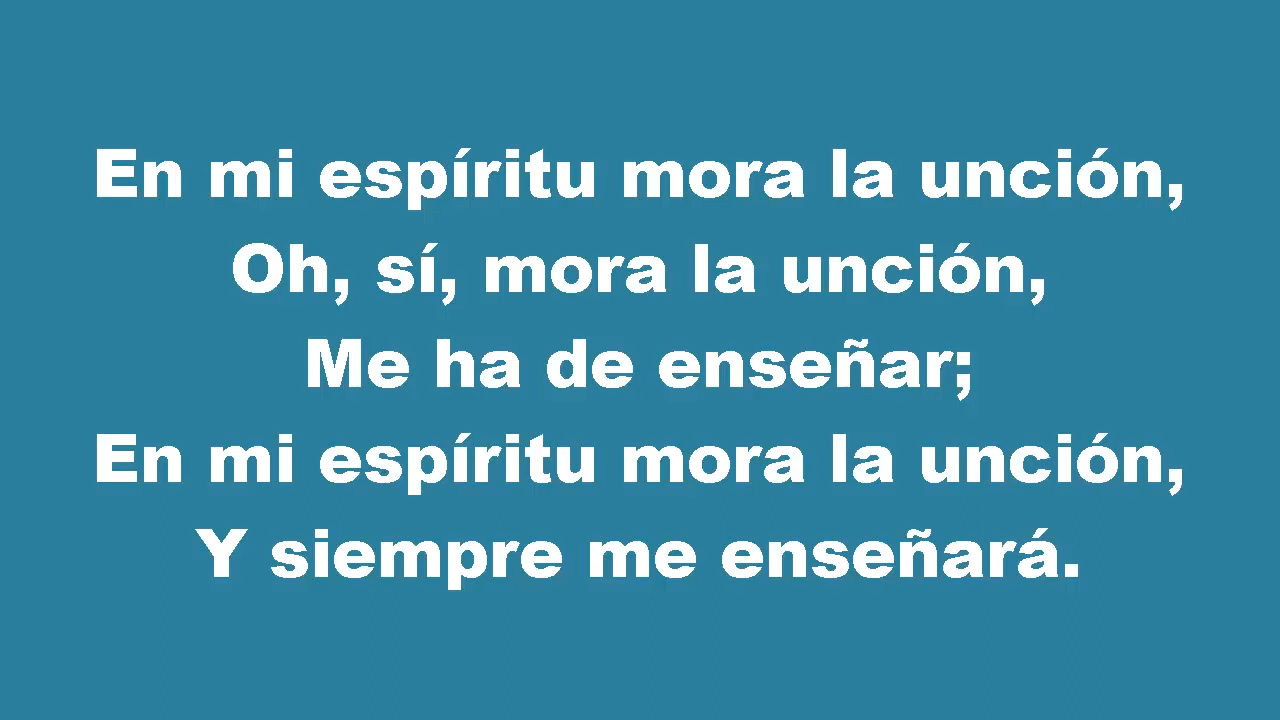 En mi espíritu mora la unción,
Oh, sí, mora la unción,
Me ha de enseñar;
En mi espíritu mora la unción,
Y siempre me enseñará.